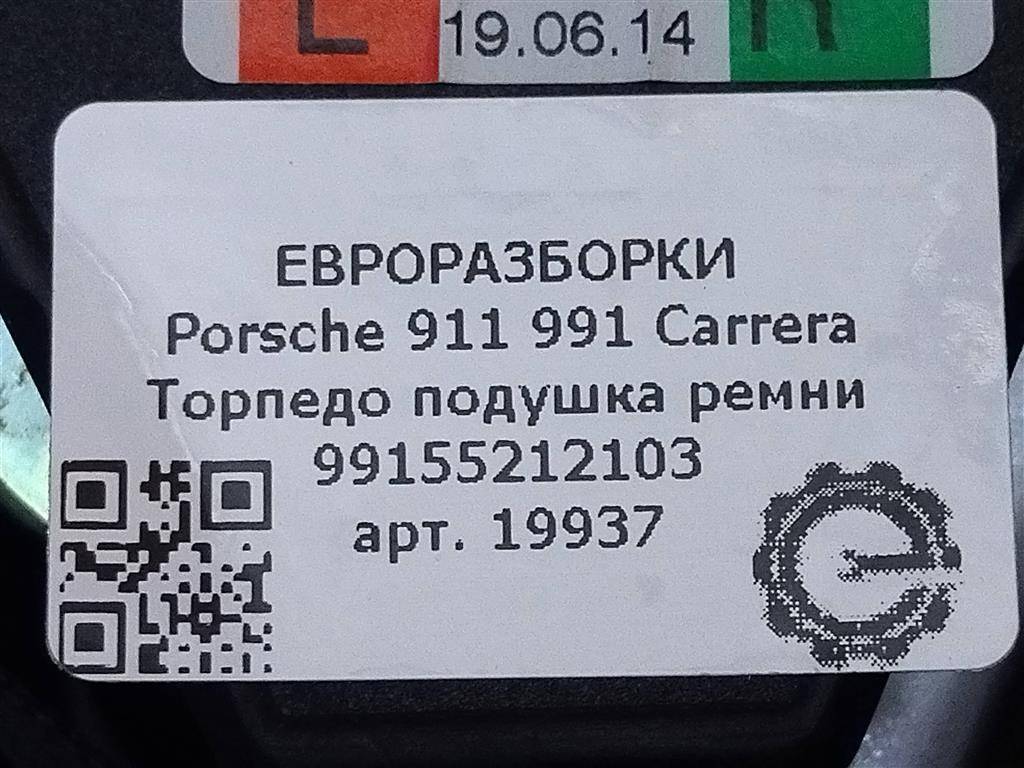 L 19.06.14 R
ЕВРОРАЗБОРКИ
Porsche 911 991 Carrera
Торпедо подушка ремни
99155212103
арт. 19937